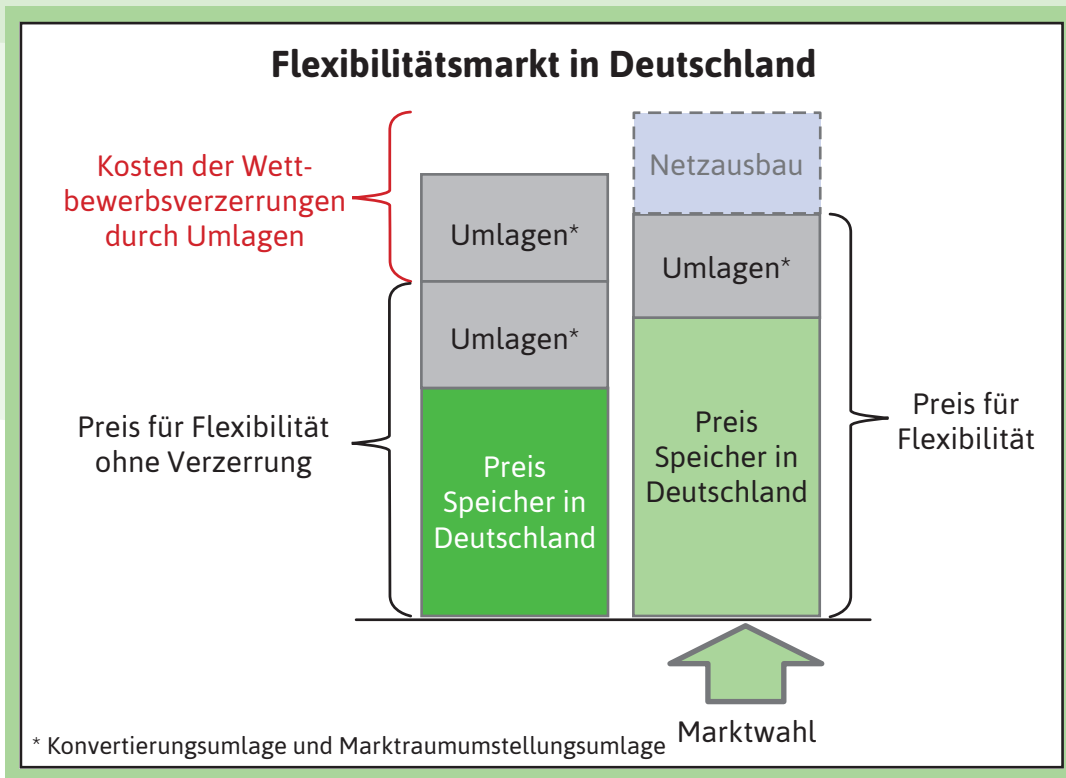 Flexibilitätsmarkt in Deutschland
Kosten der Wett-
bewerbsverzerrungen
durch Umlagen
Preis für Flexibilität
ohne Verzerrung
Umlagen*
Umlagen*
Preis
Speicher in
Deutschland
Netzausbau
Umlagen*
Preis
Speicher in
Deutschland
Preis für
Flexibilität
Marktwahl
* Konvertierungsumlage und Marktraumumstellungsumlage